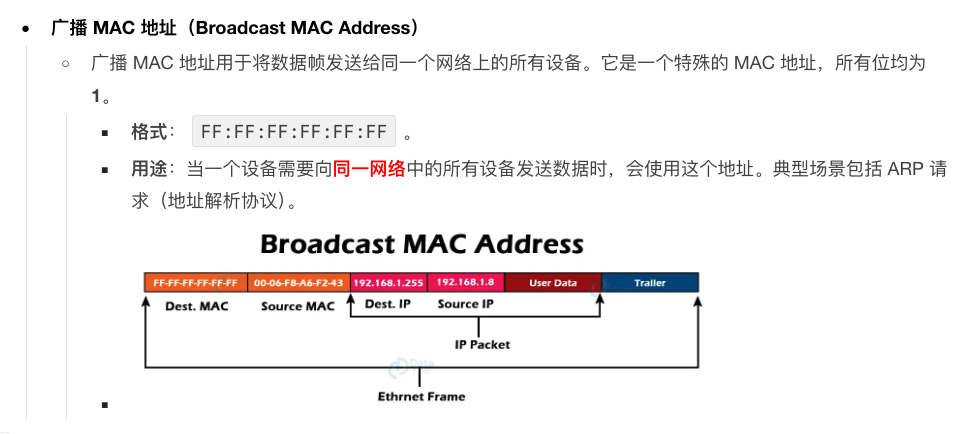 广播 MAC 地址（Broadcast MAC Address）
广播 MAC 地址用于将数据帧发送给同一个网络上的所有设备。它是一个特殊的 MAC 地址，所有位均为
1。
格式： FF:FF:FF:FF:FF:FF 。
用途：当一个设备需要向同一网络中的所有设备发送数据时，会使用这个地址。典型场景包括 ARP 请
求（地址解析协议）。
Broadcast MAC Address
FF-FF-FF-FF-FF-FF 00-06-F8-A6-F2-43 192.168.1.255 192.168.1.8 User Data Trailer
Dest. MAC Source MAC Dest. IP Source IP
IP Packet
Data
Ethrnet Frame